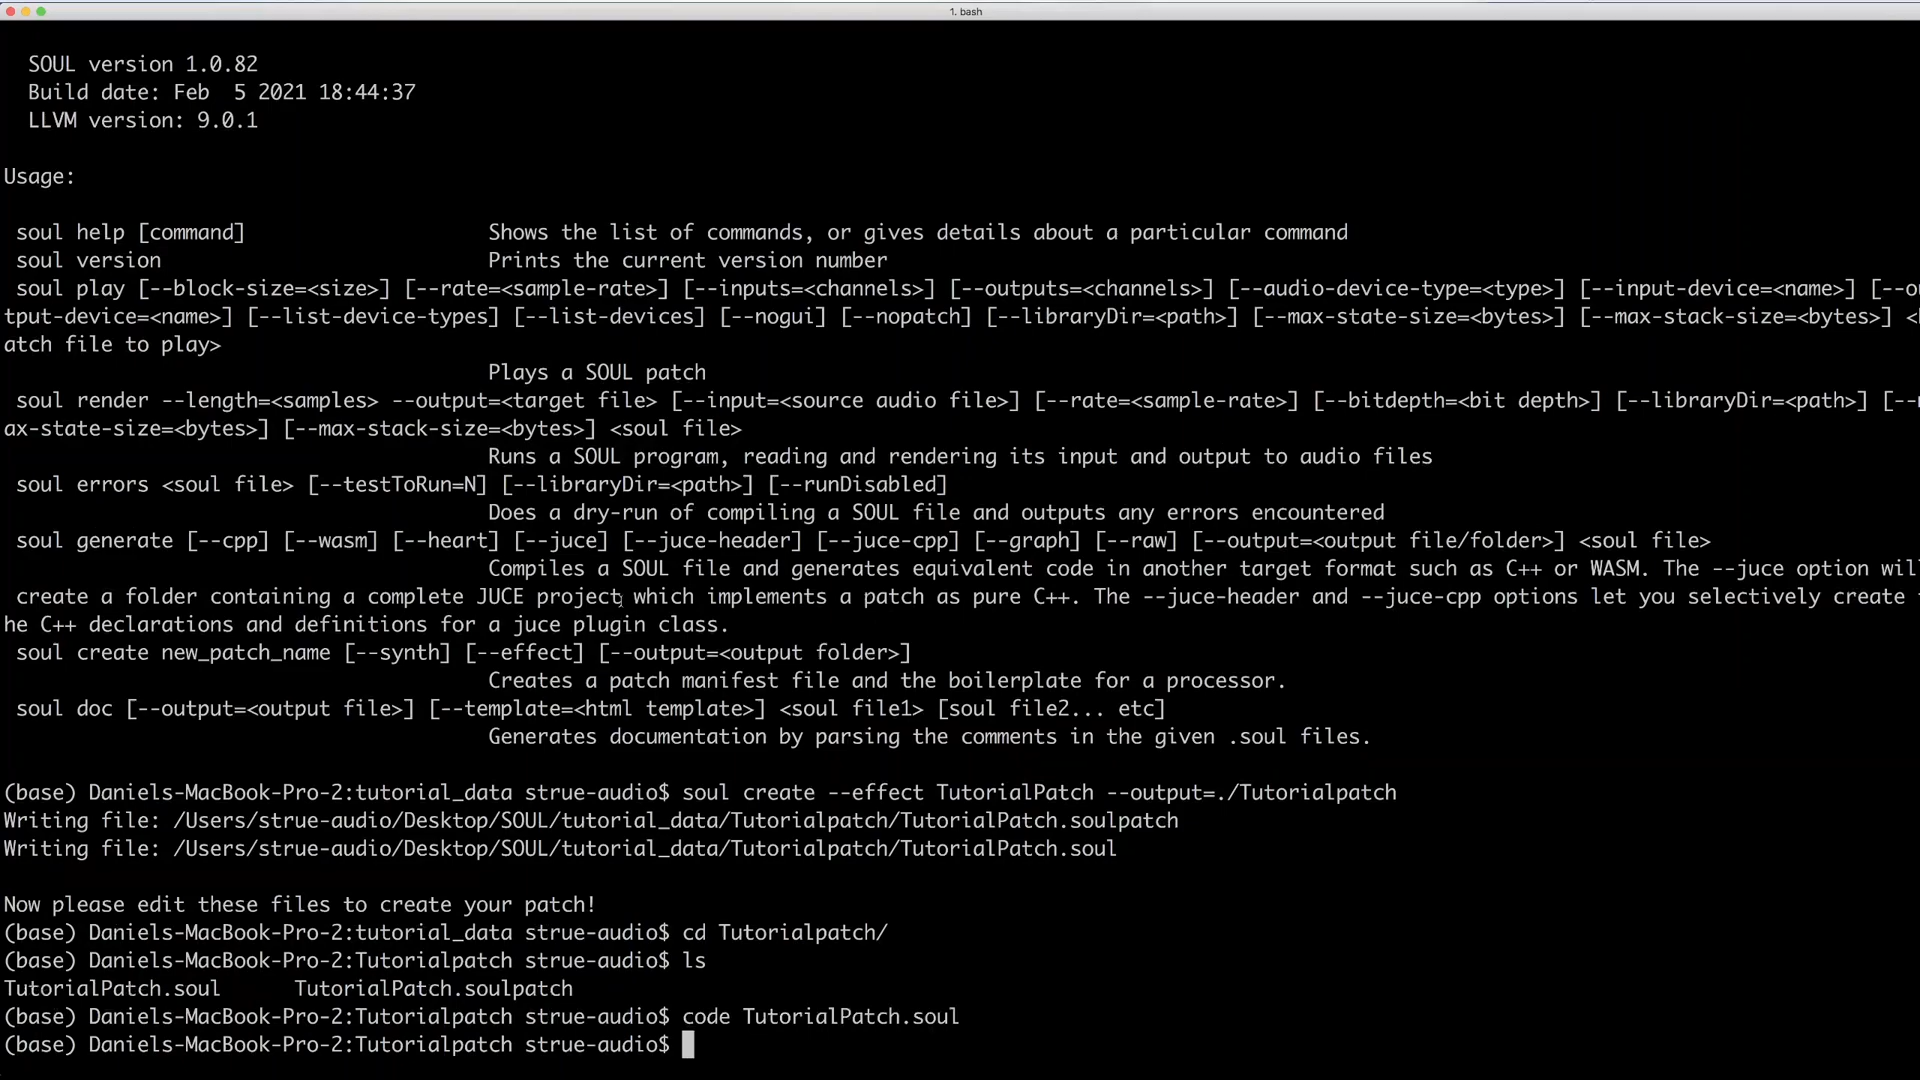 1. bash
SOUL version 1.0.82
Build date: Feb  5 2021 18:44:37
LLVM version: 9.0.1
Usage:
soul help [command] Shows the list of commands, or gives details about a particular command
soul version Prints the current version number
soul play [--block-size=<size>] [--rate=<sample-rate>] [--inputs=<channels>] [--outputs=<channels>] [--audio-device-type=<type>] [--input-device=<name>] [--o
tput-device=<name>] [--list-device-types] [--list-devices] [--nogui] [--nopatch] [--libraryDir=<path>] [--max-state-size=<bytes>] [--max-stack-size=<bytes>] <
atch file to play>
Plays a SOUL patch
soul render --length=<samples> --output=<target file> [--input=<source audio file>] [--rate=<sample-rate>] [--bitdepth=<bit depth>] [--libraryDir=<path>] [--
ax-state-size=<bytes>] [--max-stack-size=<bytes>] <soul file>
Runs a SOUL program, reading and rendering its input and output to audio files
soul errors <soul file> [--testToRun=N] [--libraryDir=<path>] [--runDisabled]
Does a dry-run of compiling a SOUL file and outputs any errors encountered
soul generate [--cpp] [--wasm] [--heart] [--juce] [--juce-header] [--juce-cpp] [--graph] [--raw] [--output=<output file/folder>] <soul file>
Compiles a SOUL file and generates equivalent code in another target format such as C++ or WASM. The --juce option wil
create a folder containing a complete JUCE project which implements a patch as pure C++. The --juce-header and --juce-cpp options let you selectively create
he C++ declarations and definitions for a juce plugin class.
soul create new_patch_name [--synth] [--effect] [--output=<output folder>]
Creates a patch manifest file and the boilerplate for a processor.
soul doc [--output=<output file>] [--template=<html template>] <soul file1> [soul file2... etc]
Generates documentation by parsing the comments in the given .soul files.
(base) Daniels-MacBook-Pro-2:tutorial_data strue-audio$ soul create --effect TutorialPatch --output=./Tutorialpatch
Writing file: /Users/strue-audio/Desktop/SOUL/tutorial_data/Tutorialpatch/TutorialPatch.soulpatch
Writing file: /Users/strue-audio/Desktop/SOUL/tutorial_data/Tutorialpatch/TutorialPatch.soul
Now please edit these files to create your patch!
(base) Daniels-MacBook-Pro-2:tutorial_data strue-audio$ cd Tutorialpatch/
(base) Daniels-MacBook-Pro-2:Tutorialpatch strue-audio$ ls
TutorialPatch.soul TutorialPatch.soulpatch
(base) Daniels-MacBook-Pro-2:Tutorialpatch strue-audio$ code TutorialPatch.soul
(base) Daniels-MacBook-Pro-2:Tutorialpatch strue-audio$